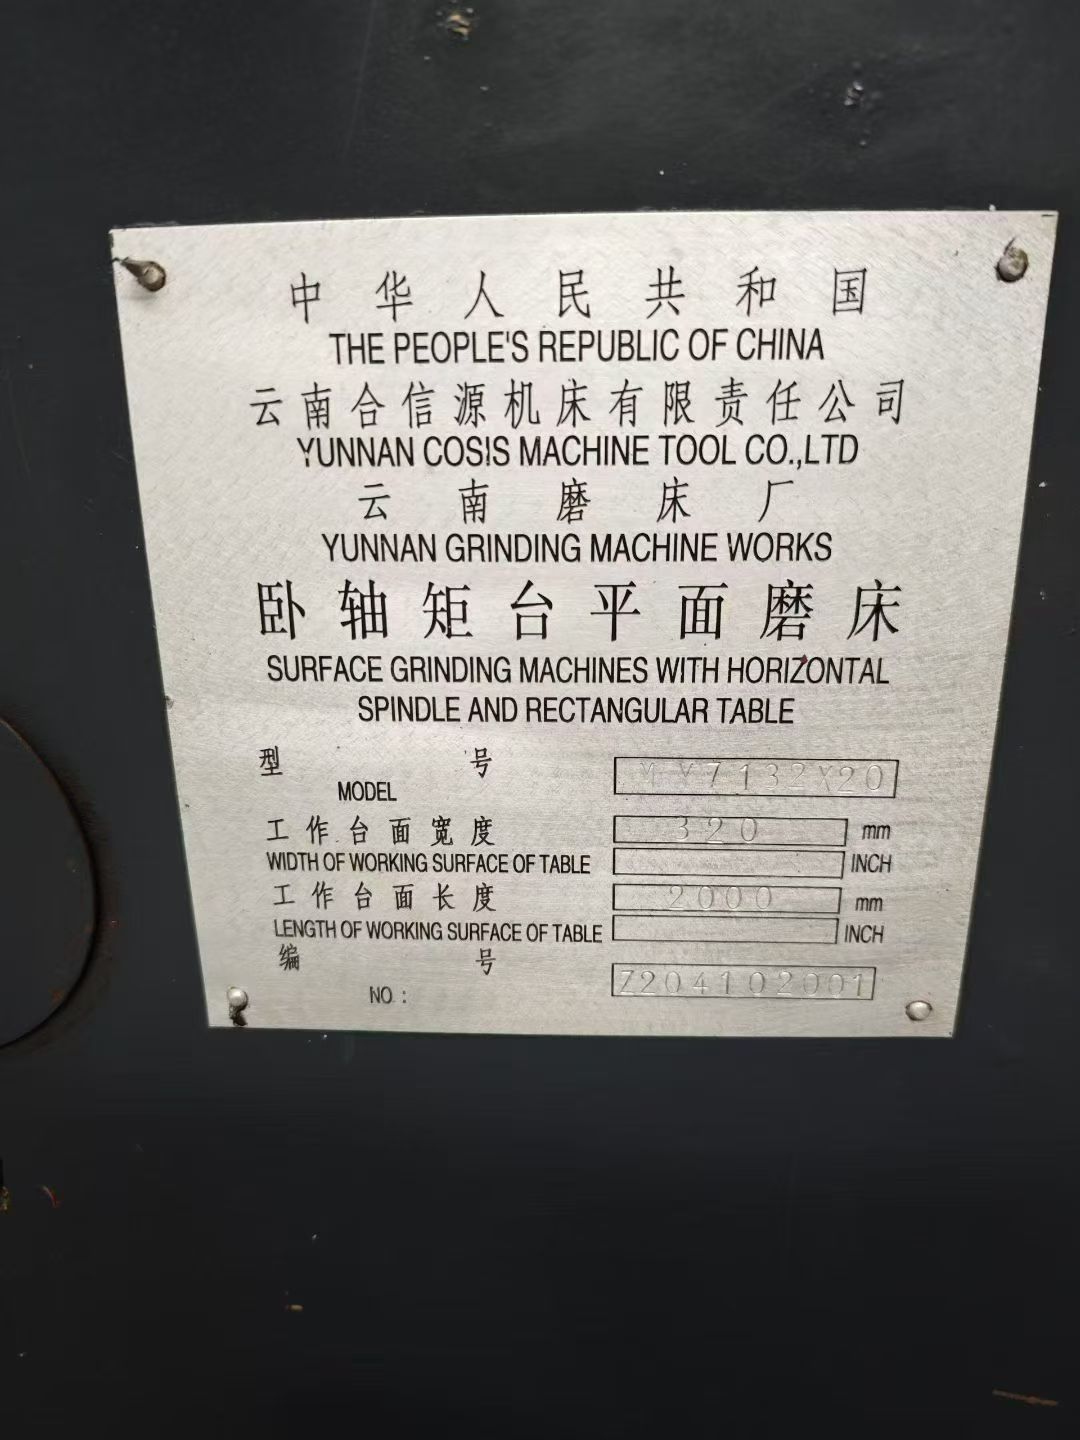 中华人民共和国
THE PEOPLE'S REPUBLIC OF CHINA
云南合信源机床有限责任公司
YUNNAN COSIS MACHINE TOOL CO.,LTD
云南磨床厂
YUNNAN GRINDING MACHINE WORKS
卧轴矩台平面磨床
SURFACE GRINDING MACHINES WITH HORIZONTAL
SPINDLE AND RECTANGULAR TABLE
型号
MODEL MY7132X20
工作台面宽度 320 mm
WIDTH OF WORKING SURFACE OF TABLE INCH
工作台面长度 2000 mm
LENGTH OF WORKING SURFACE OF TABLE INCH
编号
NO.: Z204102001